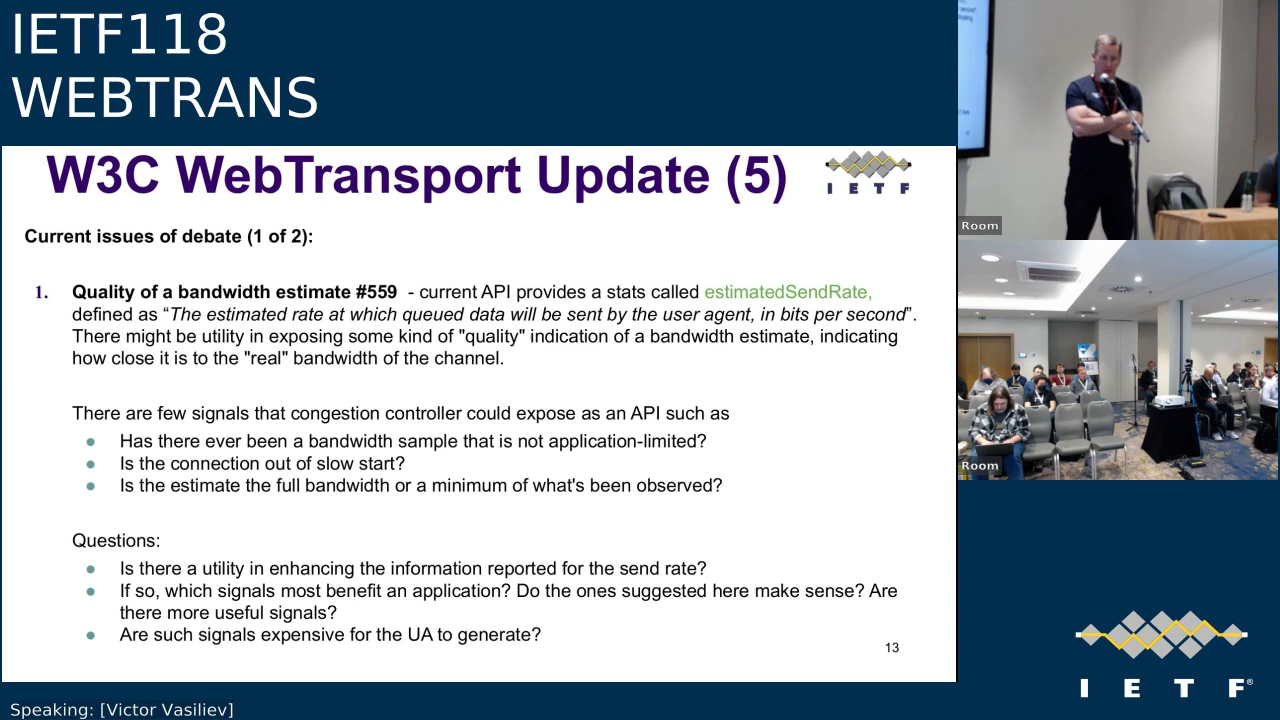 IETF118
WEBTRANS
W3C WebTransport Update (5)
I E T F
Current issues of debate (1 of 2):
1. Quality of a bandwidth estimate #559 - current API provides a stats called estimatedSendRate,
defined as “The estimated rate at which queued data will be sent by the user agent, in bits per second”.
There might be utility in exposing some kind of "quality" indication of a bandwidth estimate, indicating
how close it is to the "real" bandwidth of the channel.
There are few signals that congestion controller could expose as an API such as
● Has there ever been a bandwidth sample that is not application-limited?
● Is the connection out of slow start?
● Is the estimate the full bandwidth or a minimum of what's been observed?
Questions:
● Is there a utility in enhancing the information reported for the send rate?
● If so, which signals most benefit an application? Do the ones suggested here make sense? Are
there more useful signals?
● Are such signals expensive for the UA to generate?
13
Room
Room
I E T F®
Speaking: [Victor Vasiliev]